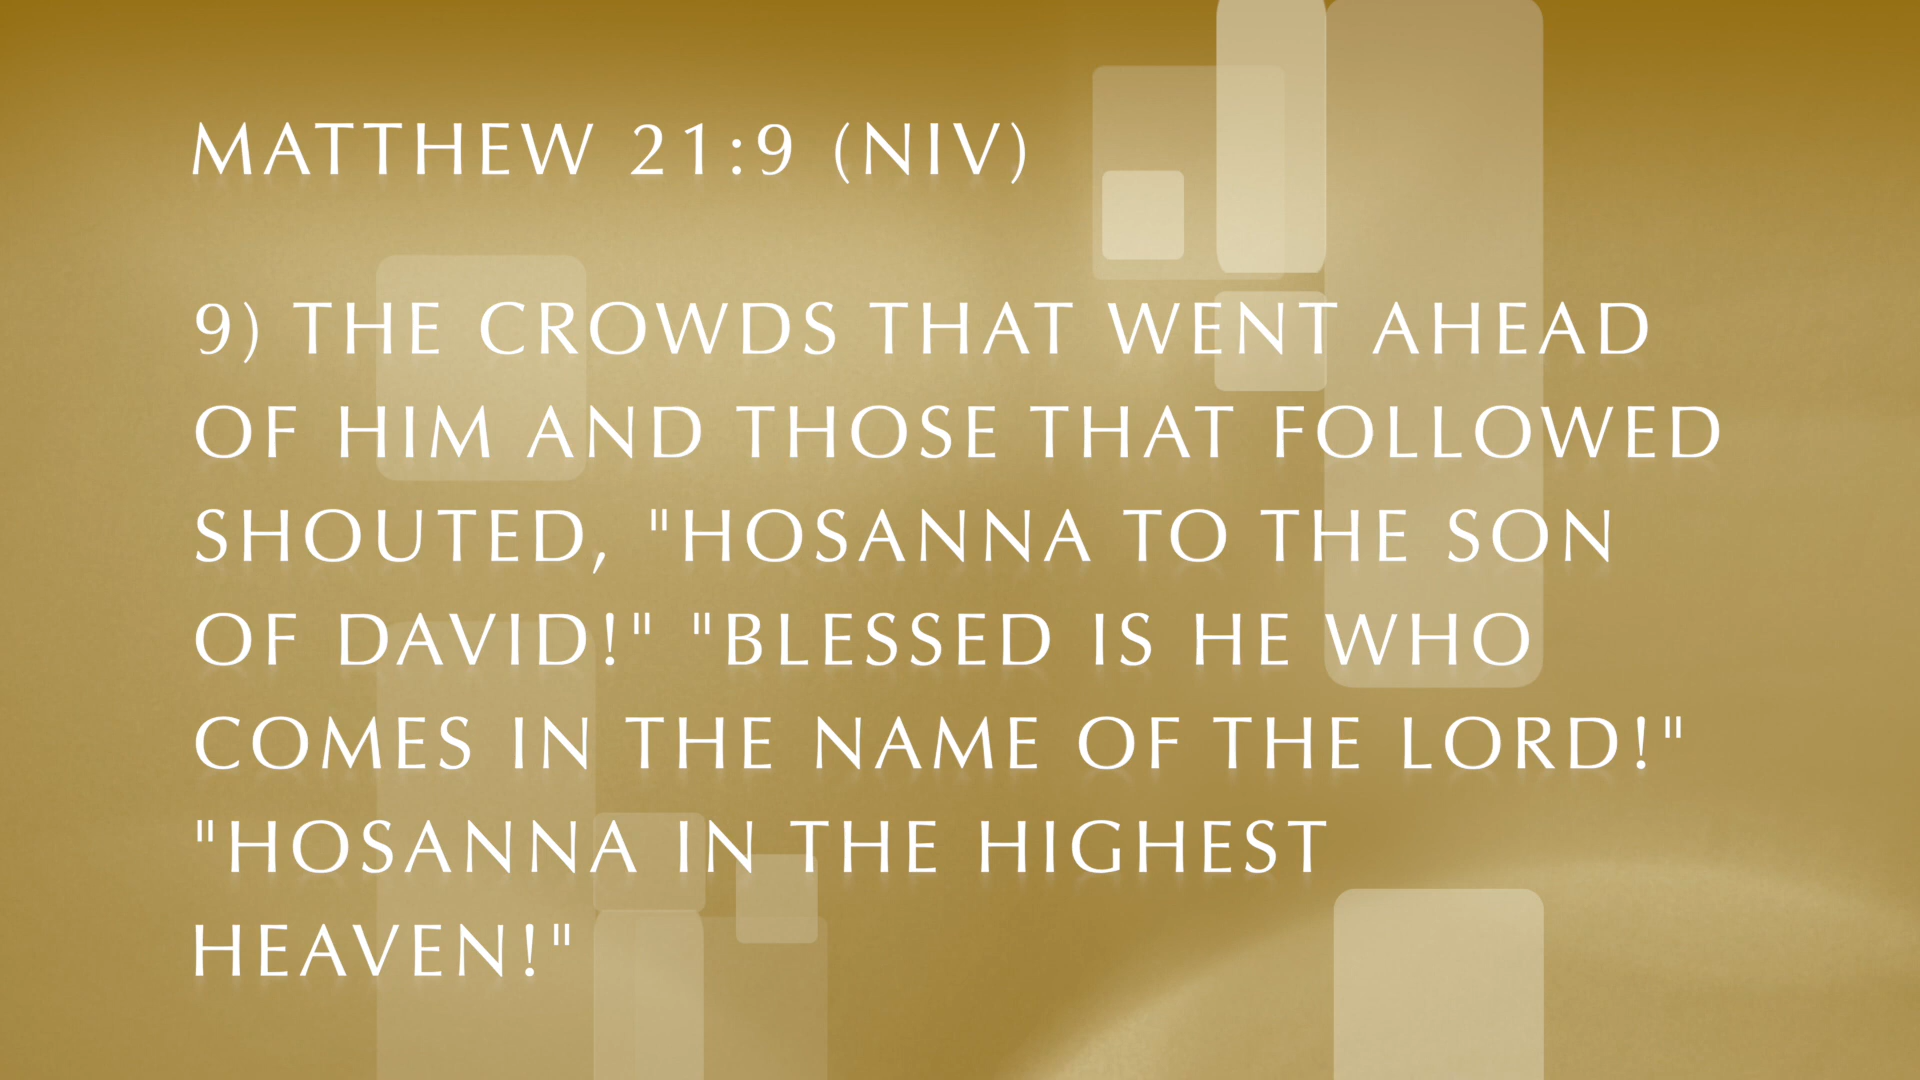 MATTHEW 21:9 (NIV)
9) THE CROWDS THAT WENT AHEAD
OF HIM AND THOSE THAT FOLLOWED
SHOUTED, "HOSANNA TO THE SON
OF DAVID!" "BLESSED IS HE WHO
COMES IN THE NAME OF THE LORD!"
"HOSANNA IN THE HIGHEST
HEAVEN!"